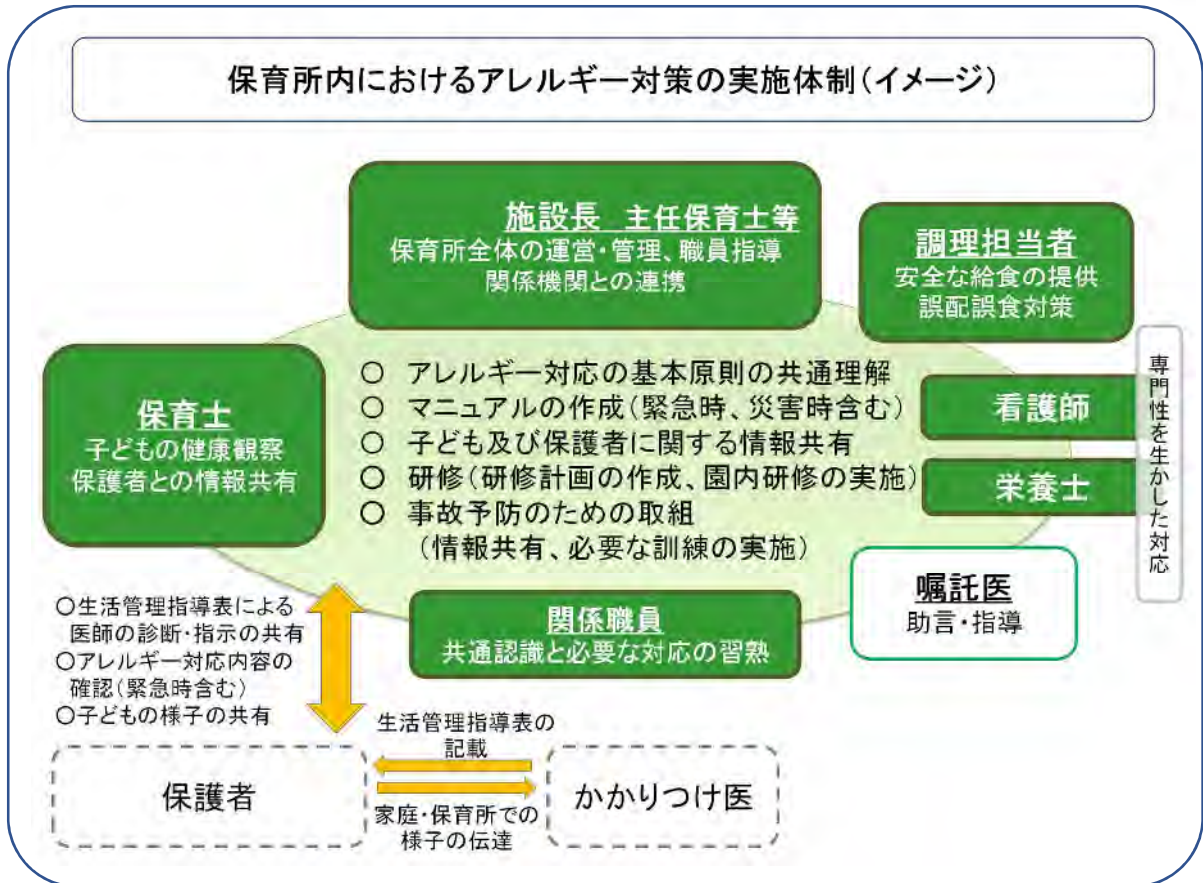 保育所内におけるアレルギー対策の実施体制(イメージ)
施設長 主任保育士等
保育所全体の運営・管理、職員指導
関係機関との連携
調理担当者
安全な給食の提供
誤配誤食対策
保育士
子どもの健康観察
保護者との情報共有
○ アレルギー対応の基本原則の共通理解
○ マニュアルの作成(緊急時、災害時含む)
○ 子ども及び保護者に関する情報共有
○ 研修(研修計画の作成、園内研修の実施)
○ 事故予防のための取組
(情報共有、必要な訓練の実施)
看護師
栄養士
専門性を生かした対応
嘱託医
助言・指導
関係職員
共通認識と必要な対応の習熟
○生活管理指導表による
医師の診断・指示の共有
○アレルギー対応内容の
確認(緊急時含む)
○子どもの様子の共有
生活管理指導表の
記載
保護者
かかりつけ医
家庭・保育所での
様子の伝達